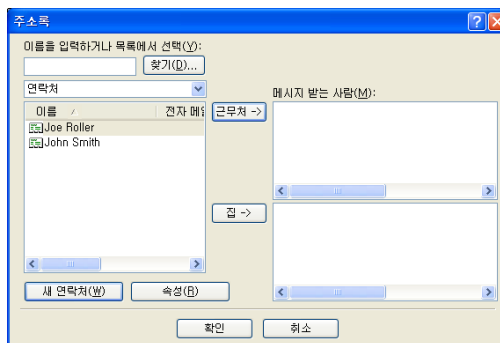 주소록
이름을 입력하거나 목록에서 선택(Y):
찾기(D)...
연락처
메시지 받는 사람(M):
이름 전자 메일
근무처 ->
Joe Roller
John Smith
집 ->
새 연락처(W)
속성(R)
확인
취소